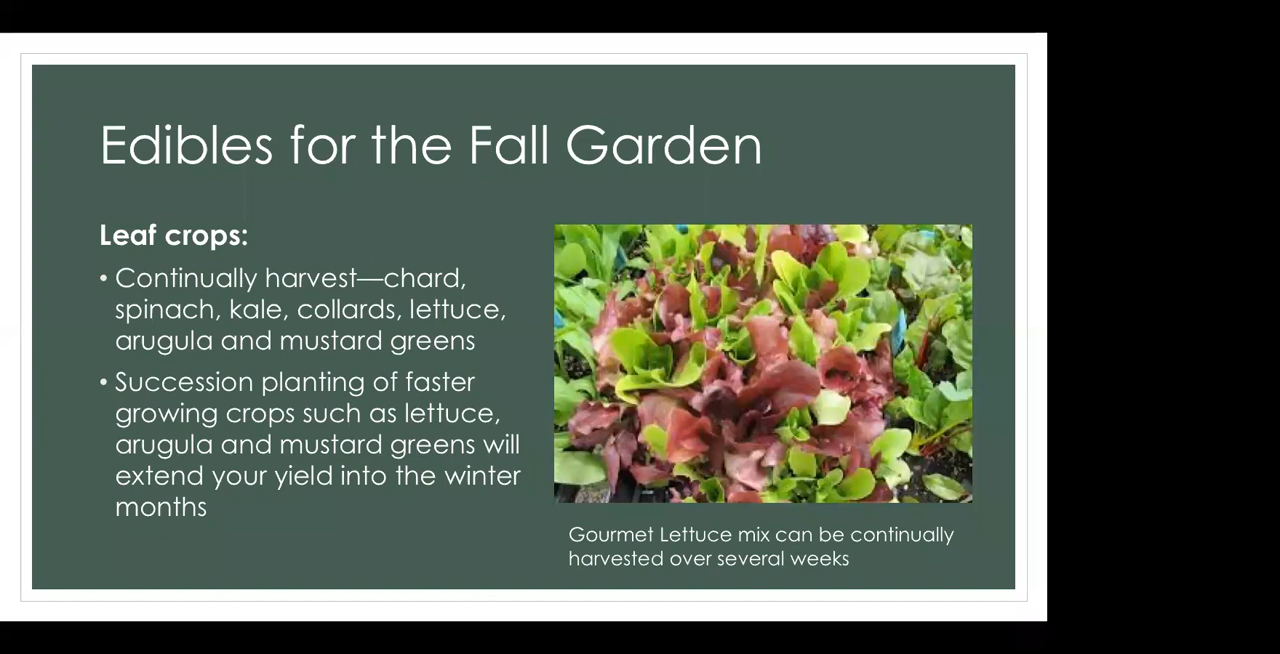 Edibles for the Fall Garden
Leaf crops:
• Continually harvest—chard,
spinach, kale, collards, lettuce,
arugula and mustard greens
• Succession planting of faster
growing crops such as lettuce,
arugula and mustard greens will
extend your yield into the winter
months
Gourmet Lettuce mix can be continually
harvested over several weeks